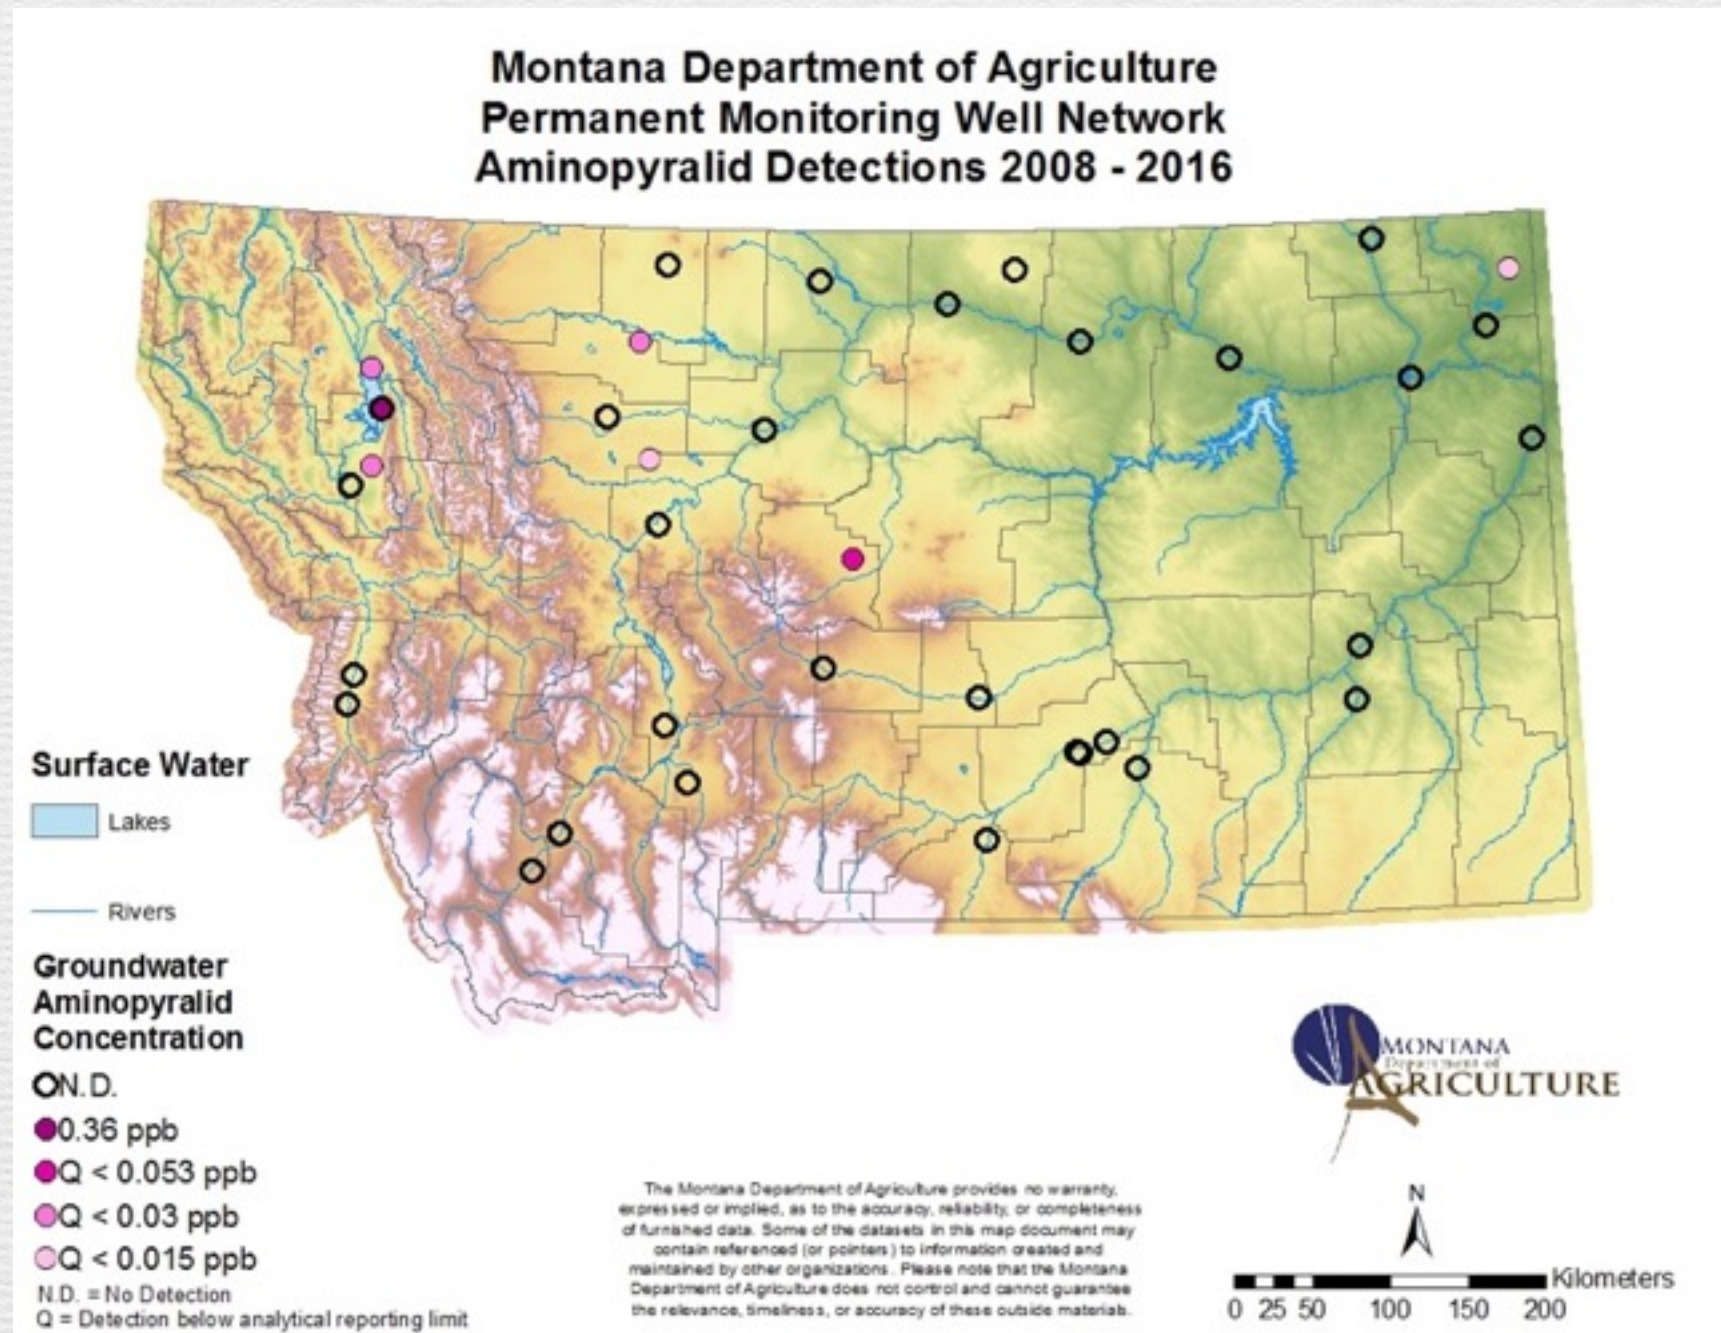 Montana Department of Agriculture
Permanent Monitoring Well Network
Aminopyralid Detections 2008 - 2016
Surface Water
Lakes
Rivers
Groundwater
Aminopyralid
Concentration
N.D.
0.36 ppb
Q < 0.053 ppb
Q < 0.03 ppb
Q < 0.015 ppb
N.D. = No Detection
Q = Detection below analytical reporting limit
The Montana Department of Agriculture provides no warranty,
expressed or implied, as to the accuracy, reliability, or completeness
of furnished data. Some of the datasets in this map document may
contain referenced (or pointers) to information created and
maintained by other organizations. Please note that the Montana
Department of Agriculture does not control and cannot guarantee
the relevance, timeliness, or accuracy of these outside materials.
MONTANA
Department of
AGRICULTURE
N
Kilometers
0 25 50 100 150 200